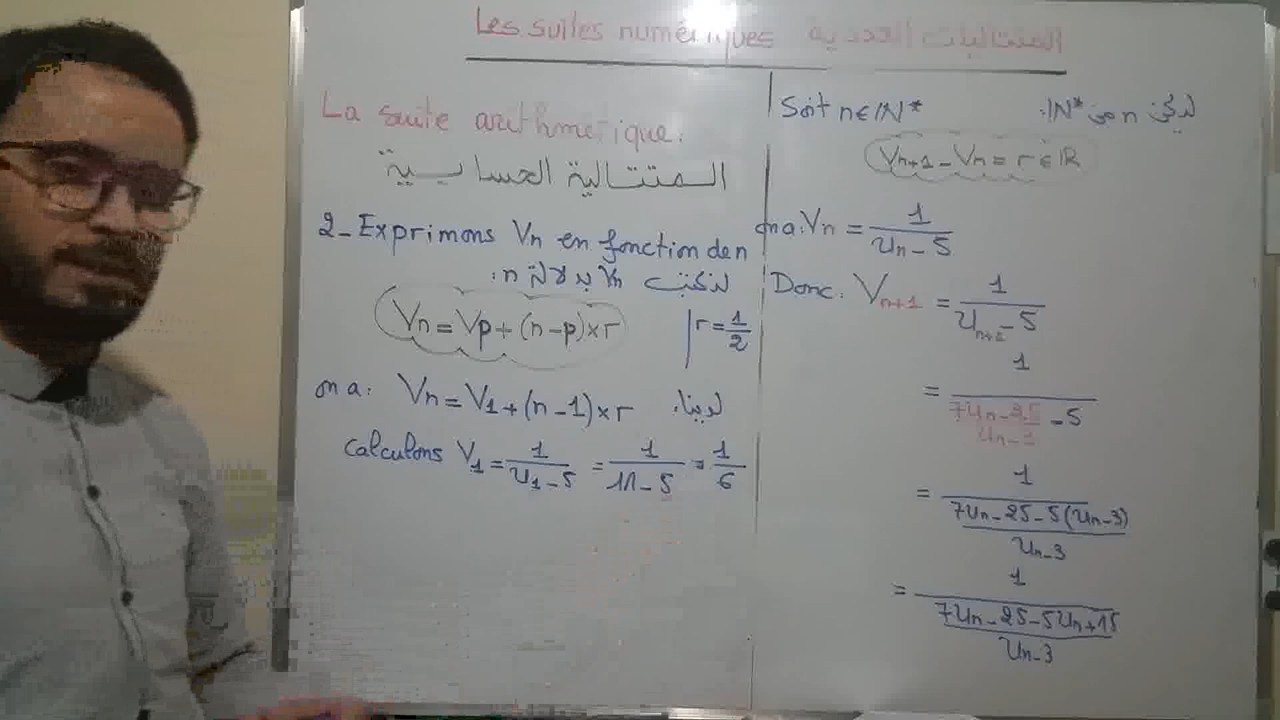 Les suites numériques المتتاليات العددية
La suite arithmetique.
المتتالية الحسابية
2- Exprimons Vn en fonction de n
لنكتب Vn بدلالة n:
Vn = Vp + (n-p)×r
r = 1/2
on a: Vn = V1 + (n-1)×r لدينا:
Calculons V1 = 1/(U1-5) = 1/(11-5) = 1/6
Soit n∈IN* ليكن n من IN*:
Vn+1 - Vn = r ∈ IR
on a: Vn = 1/(Un-5)
Donc: Vn+1 = 1/(Un+1-5)
= 1/((7Un-25)/(Un-3) -5)
= 1/((7Un-25-5(Un-3))/(Un-3))
= 1/((7Un-25-5Un+15)/(Un-3))